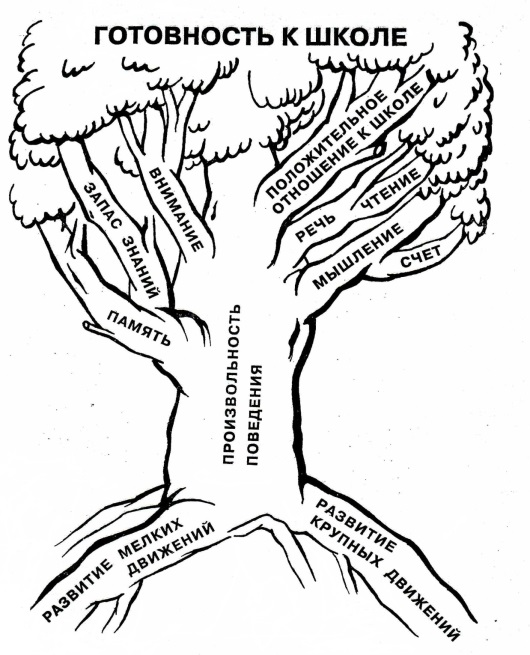 ГОТОВНОСТЬ К ШКОЛЕ
ПОЛОЖИТЕЛЬНОЕ
ОТНОШЕНИЕ К ШКОЛЕ
ВНИМАНИЕ
ЗАПАС ЗНАНИЙ
РЕЧЬ ЧТЕНИЕ
МЫШЛЕНИЕ
СЧЕТ
ПАМЯТЬ
ПРОИЗВОЛЬНОСТЬ
ПОВЕДЕНИЯ
РАЗВИТИЕ МЕЛКИХ
ДВИЖЕНИЙ
РАЗВИТИЕ
КРУПНЫХ ДВИЖЕНИЙ